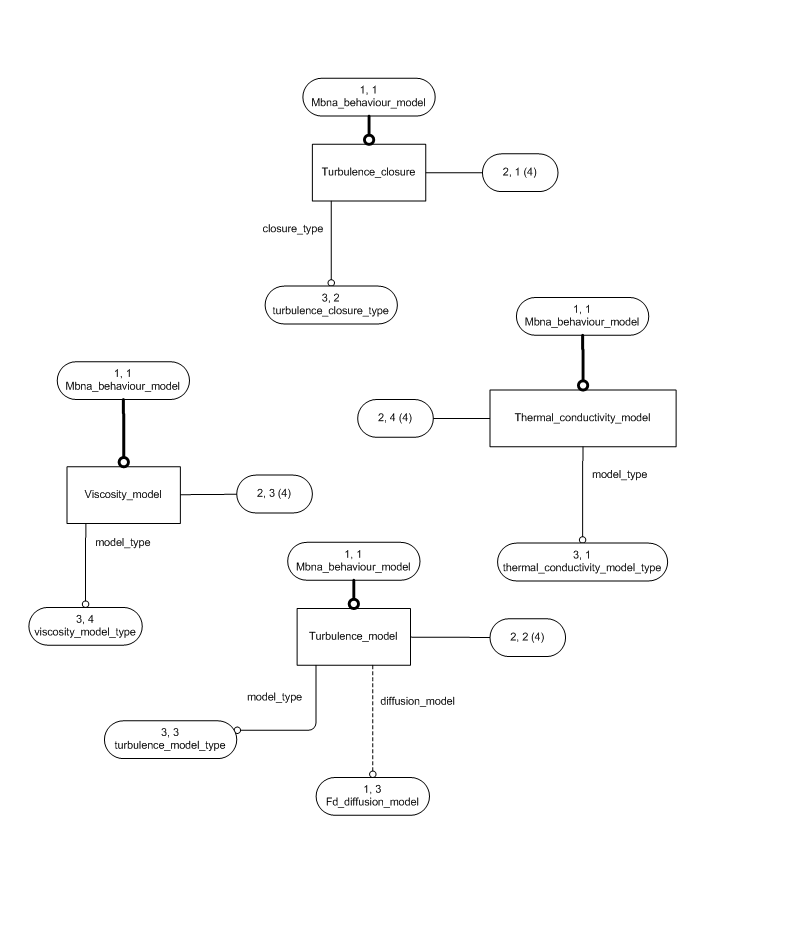 1, 1
Mbna_behaviour_model
Turbulence_closure
2, 1 (4)
closure_type
3, 2
turbulence_closure_type
1, 1
Mbna_behaviour_model
Thermal_conductivity_model
2, 4 (4)
model_type
3, 1
thermal_conductivity_model_type
1, 1
Mbna_behaviour_model
Viscosity_model
2, 3 (4)
model_type
3, 4
viscosity_model_type
1, 1
Mbna_behaviour_model
Turbulence_model
2, 2 (4)
model_type
diffusion_model
3, 3
turbulence_model_type
1, 3
Fd_diffusion_model